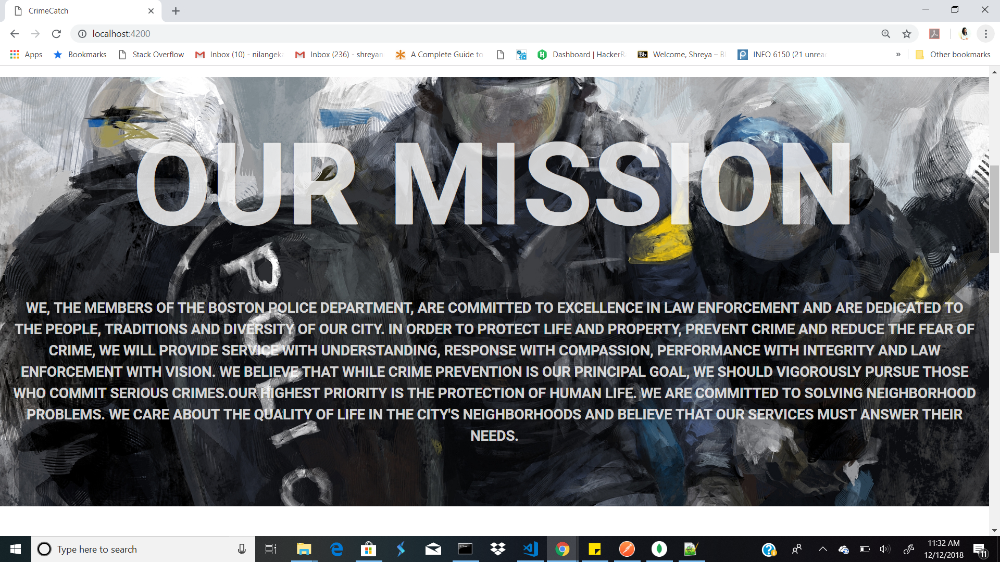 CrimeCatch
localhost:4200
Apps
Bookmarks
Stack Overflow
Inbox (10) - nilangeka
Inbox (236) - shreyan
A Complete Guide to
Dashboard | HackerR
Bb
Welcome, Shreya – B
INFO 6150 (21 unrea
»
Other bookmarks
OUR MISSION
POLIC
WE, THE MEMBERS OF THE BOSTON POLICE DEPARTMENT, ARE COMMITTED TO EXCELLENCE IN LAW ENFORCEMENT AND ARE DEDICATED TO
THE PEOPLE, TRADITIONS AND DIVERSITY OF OUR CITY. IN ORDER TO PROTECT LIFE AND PROPERTY, PREVENT CRIME AND REDUCE THE FEAR OF
CRIME, WE WILL PROVIDE SERVICE WITH UNDERSTANDING, RESPONSE WITH COMPASSION, PERFORMANCE WITH INTEGRITY AND LAW
ENFORCEMENT WITH VISION. WE BELIEVE THAT WHILE CRIME PREVENTION IS OUR PRINCIPAL GOAL, WE SHOULD VIGOROUSLY PURSUE THOSE
WHO COMMIT SERIOUS CRIMES.OUR HIGHEST PRIORITY IS THE PROTECTION OF HUMAN LIFE. WE ARE COMMITTED TO SOLVING NEIGHBORHOOD
PROBLEMS. WE CARE ABOUT THE QUALITY OF LIFE IN THE CITY'S NEIGHBORHOODS AND BELIEVE THAT OUR SERVICES MUST ANSWER THEIR
NEEDS.
Type here to search
11:32 AM
12/12/2018
11